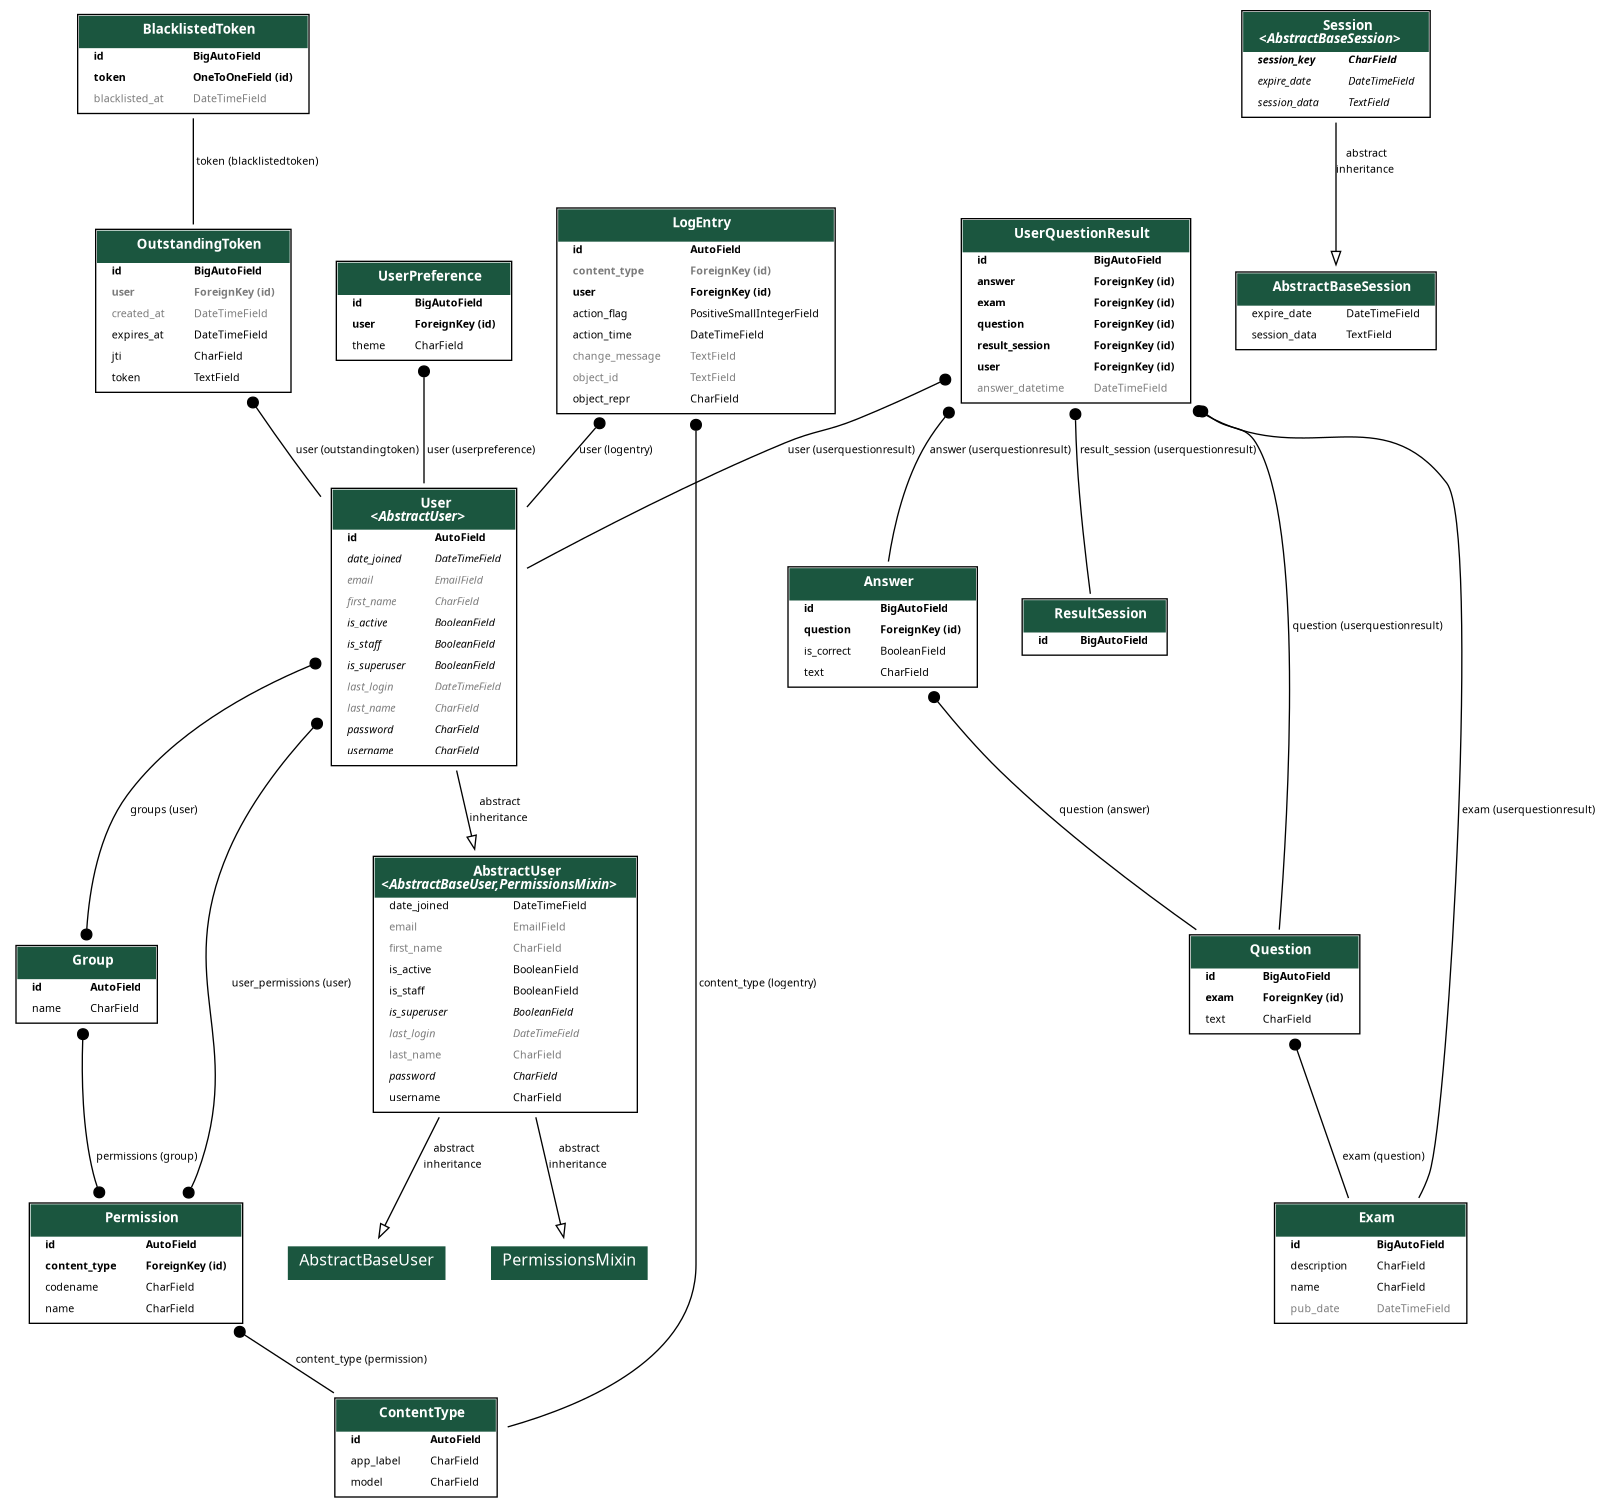 BlacklistedToken
id BigAutoField
token OneToOneField (id)
blacklisted_at DateTimeField
Session
<AbstractBaseSession>
session_key CharField
expire_date DateTimeField
session_data TextField
token (blacklistedtoken)
abstract
inheritance
OutstandingToken
id BigAutoField
user ForeignKey (id)
created_at DateTimeField
expires_at DateTimeField
jti CharField
token TextField
UserPreference
id BigAutoField
user ForeignKey (id)
theme CharField
LogEntry
id AutoField
content_type ForeignKey (id)
user ForeignKey (id)
action_flag PositiveSmallIntegerField
action_time DateTimeField
change_message TextField
object_id TextField
object_repr CharField
UserQuestionResult
id BigAutoField
answer ForeignKey (id)
exam ForeignKey (id)
question ForeignKey (id)
result_session ForeignKey (id)
user ForeignKey (id)
answer_datetime DateTimeField
AbstractBaseSession
expire_date DateTimeField
session_data TextField
user (outstandingtoken)
user (userpreference)
user (logentry)
user (userquestionresult)
answer (userquestionresult)
result_session (userquestionresult)
User
<AbstractUser>
id AutoField
date_joined DateTimeField
email EmailField
first_name CharField
is_active BooleanField
is_staff BooleanField
is_superuser BooleanField
last_login DateTimeField
last_name CharField
password CharField
username CharField
Answer
id BigAutoField
question ForeignKey (id)
is_correct BooleanField
text CharField
ResultSession
id BigAutoField
question (userquestionresult)
groups (user)
abstract
inheritance
question (answer)
exam (userquestionresult)
AbstractUser
<AbstractBaseUser,PermissionsMixin>
date_joined DateTimeField
email EmailField
first_name CharField
is_active BooleanField
is_staff BooleanField
is_superuser BooleanField
last_login DateTimeField
last_name CharField
password CharField
username CharField
Group
id AutoField
name CharField
user_permissions (user)
content_type (logentry)
Question
id BigAutoField
exam ForeignKey (id)
text CharField
permissions (group)
abstract
inheritance
abstract
inheritance
exam (question)
Permission
id AutoField
content_type ForeignKey (id)
codename CharField
name CharField
AbstractBaseUser
PermissionsMixin
Exam
id BigAutoField
description CharField
name CharField
pub_date DateTimeField
content_type (permission)
ContentType
id AutoField
app_label CharField
model CharField